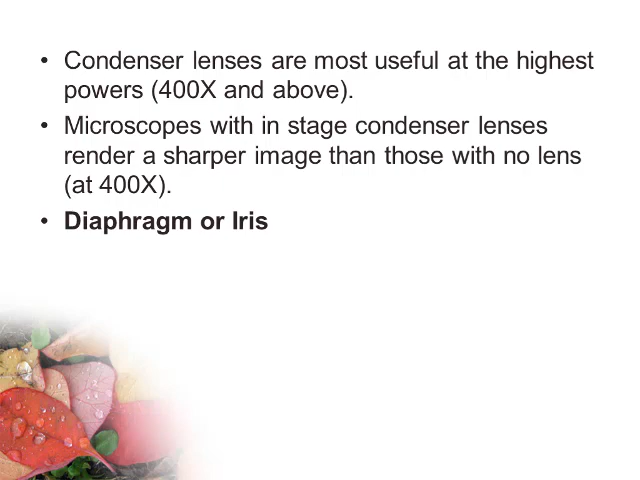 • Condenser lenses are most useful at the highest
powers (400X and above).
• Microscopes with in stage condenser lenses
render a sharper image than those with no lens
(at 400X).
• Diaphragm or Iris